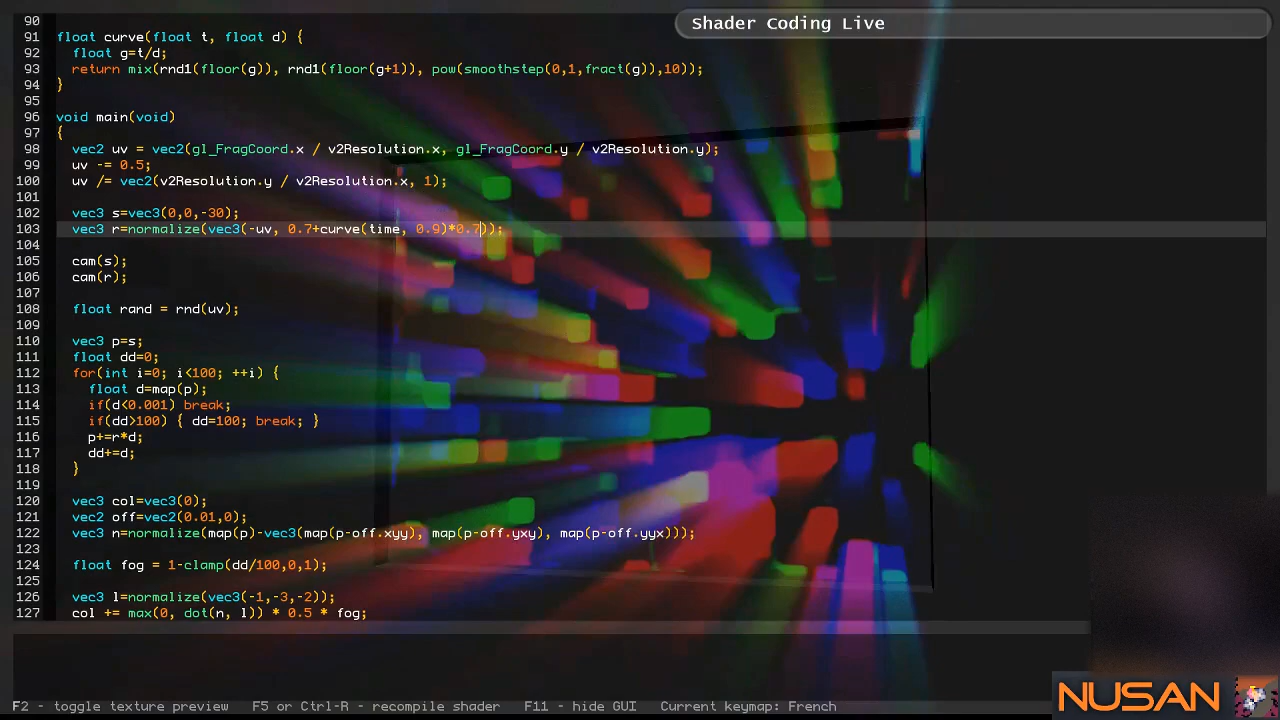 Shader Coding Live
90
91 float curve(float t, float d) {
92 float g=t/d;
93 return mix(rnd1(floor(g)), rnd1(floor(g+1)), pow(smoothstep(0,1,fract(g)),10));
94 }
95
96 void main(void)
97 {
98 vec2 uv = vec2(gl_FragCoord.x / v2Resolution.x, gl_FragCoord.y / v2Resolution.y);
99 uv -= 0.5;
100 uv /= vec2(v2Resolution.y / v2Resolution.x, 1);
101
102 vec3 s=vec3(0,0,-30);
103 vec3 r=normalize(vec3(-uv, 0.7+curve(time, 0.9)*0.7));
104
105 cam(s);
106 cam(r);
107
108 float rand = rnd(uv);
109
110 vec3 p=s;
111 float dd=0;
112 for(int i=0; i<100; ++i) {
113 float d=map(p);
114 if(d<0.001) break;
115 if(dd>100) { dd=100; break; }
116 p+=r*d;
117 dd+=d;
118 }
119
120 vec3 col=vec3(0);
121 vec2 off=vec2(0.01,0);
122 vec3 n=normalize(map(p)-vec3(map(p-off.xyy), map(p-off.yxy), map(p-off.yyx)));
123
124 float fog = 1-clamp(dd/100,0,1);
125
126 vec3 l=normalize(vec3(-1,-3,-2));
127 col += max(0, dot(n, l)) * 0.5 * fog;
F2 - toggle texture preview F5 or Ctrl-R - recompile shader F11 - hide GUI Current keymap: French
NUSAN